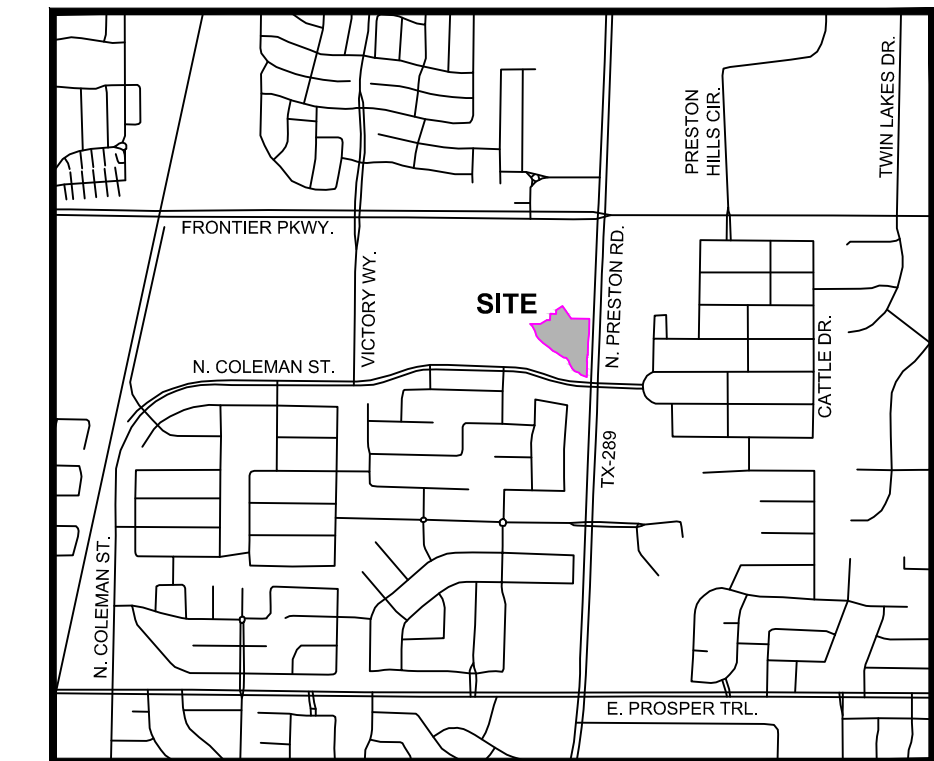 TWIN LAKES DR.
PRESTON
HILLS CIR.
FRONTIER PKWY.
VICTORY WY.
SITE
N. PRESTON RD.
N. COLEMAN ST.
CATTLE DR.
TX-289
N. COLEMAN ST.
E. PROSPER TRL.